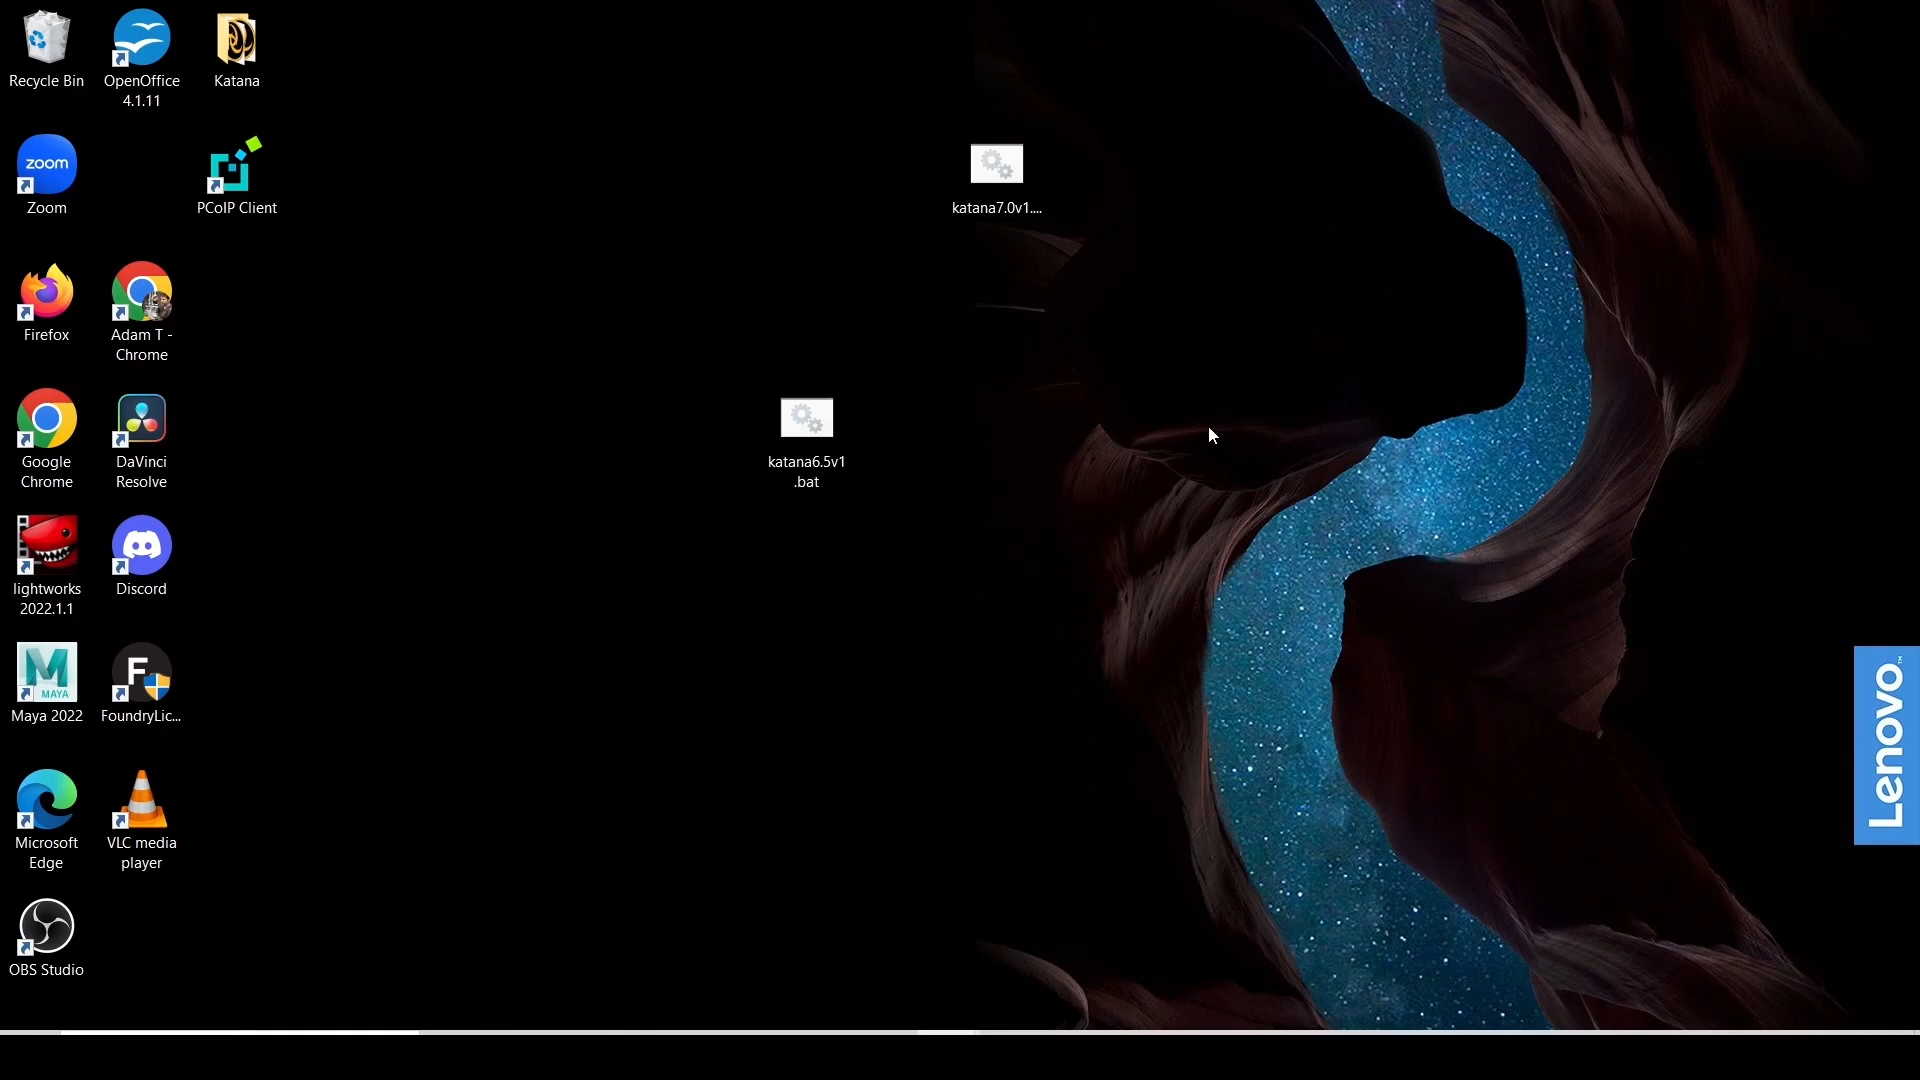 Recycle Bin
OpenOffice
4.1.11
Katana
zoom
Zoom
PCoIP Client
katana7.0v1....
Firefox
Adam T -
Chrome
Google
Chrome
DaVinci
Resolve
katana6.5v1
.bat
lightworks
2022.1.1
Discord
M
MAYA
Maya 2022
F
FoundryLic...
Lenovo™
Microsoft
Edge
VLC media
player
OBS Studio